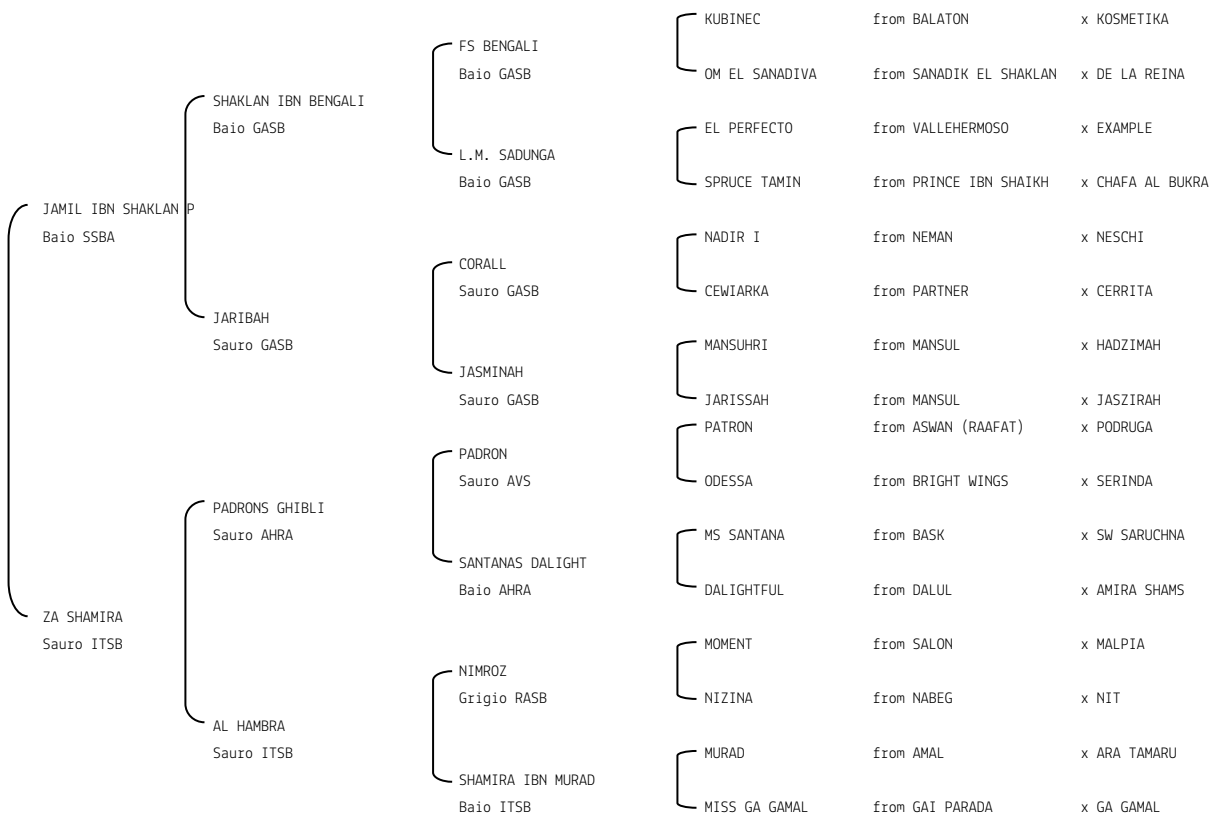 KUBINEC from BALATON x KOSMETIKA
FS BENGALI
Baio GASB
OM EL SANADIVA from SANADIK EL SHAKLAN x DE LA REINA
SHAKLAN IBN BENGALI
Baio GASB
EL PERFECTO from VALLEHERMOSO x EXAMPLE
L.M. SADUNGA
Baio GASB
SPRUCE TAMIN from PRINCE IBN SHAIKH x CHAFA AL BUKRA
JAMIL IBN SHAKLAN P
Baio SSBA
NADIR I from NEMAN x NESCHI
CORALL
Sauro GASB
CEWIARKA from PARTNER x CERRITA
JARIBAH
Sauro GASB
MANSUHRI from MANSUL x HADZIMAH
JASMINAH
Sauro GASB
JARISSAH from MANSUL x JASZIRAH
PATRON from ASWAN (RAAFAT) x PODRUGA
PADRON
Sauro AVS
ODESSA from BRIGHT WINGS x SERINDA
PADRONS GHIBLI
Sauro AHRA
MS SANTANA from BASK x SW SARUCHNA
SANTANAS DALIGHT
Baio AHRA
DALIGHTFUL from DALUL x AMIRA SHAMS
ZA SHAMIRA
Sauro ITSB
MOMENT from SALON x MALPIA
NIMROZ
Grigio RASB
NIZINA from NABEG x NIT
AL HAMBRA
Sauro ITSB
MURAD from AMAL x ARA TAMARU
SHAMIRA IBN MURAD
Baio ITSB
MISS GA GAMAL from GAI PARADA x GA GAMAL